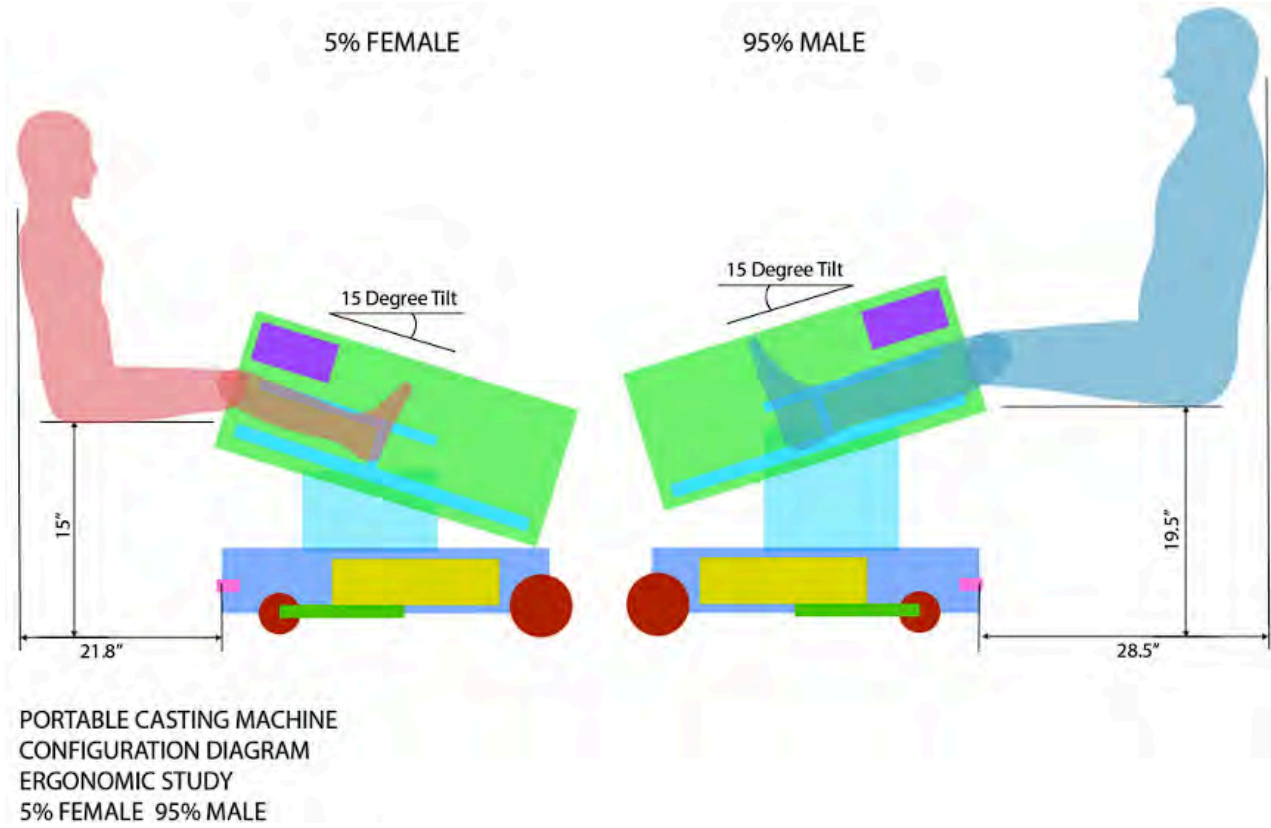 5% FEMALE
95% MALE
15 Degree Tilt
15 Degree Tilt
15”
19.5”
21.8”
28.5”
PORTABLE CASTING MACHINE
CONFIGURATION DIAGRAM
ERGONOMIC STUDY
5% FEMALE 95% MALE